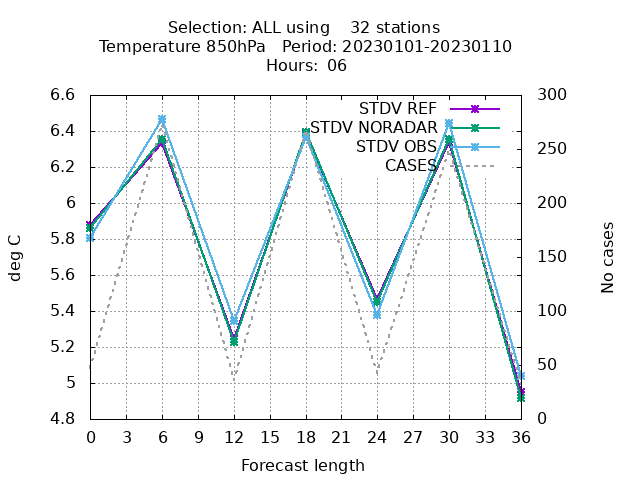 Selection: ALL using    32 stations
Temperature 850hPa   Period: 20230101-20230110
Hours: 06
6.6
6.4
6.2
6
5.8
5.6
5.4
5.2
5
4.8
deg C
300
250
200
150
100
50
0
No cases
STDV REF
STDV NORADAR
STDV OBS
CASES
0 3 6 9 12 15 18 21 24 27 30 33 36
Forecast length